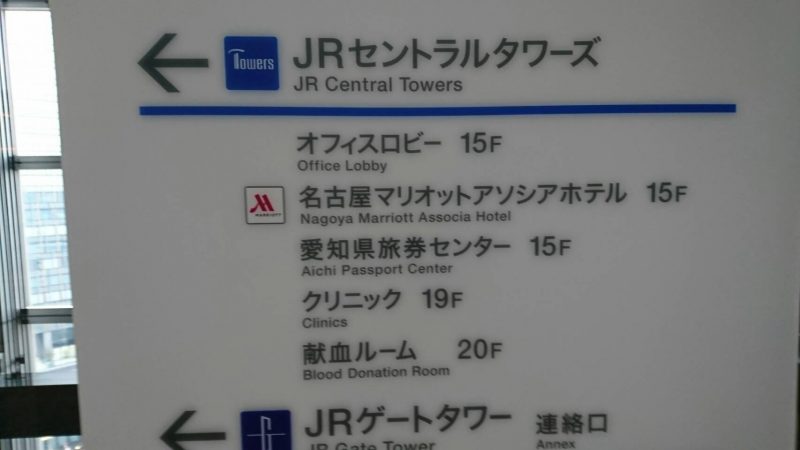 Towers JRセントラルタワーズ
JR Central Towers
オフィスロビー 15F
Office Lobby
名古屋マリオットアソシアホテル 15F
MARRIOTT
Nagoya Marriott Associa Hotel
愛知県旅券センター 15F
Aichi Passport Center
クリニック 19F
Clinics
献血ルーム 20F
Blood Donation Room
JRゲートタワー 連絡口
JR Gate Tower Annex